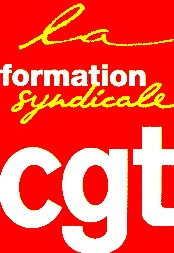 la
formation
syndicale
cgt